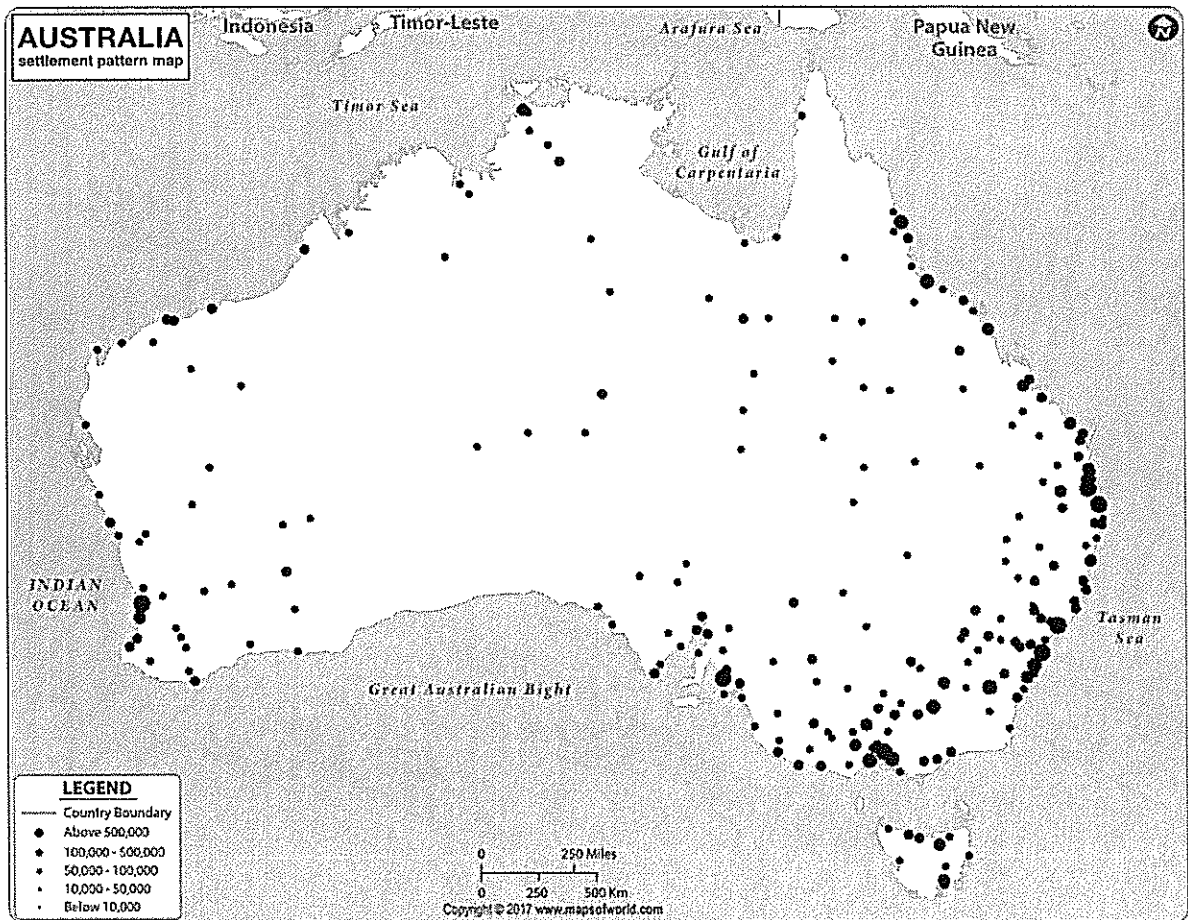 AUSTRALIA
settlement pattern map
Indonesia
Timor-Leste
Arafura Sea
Papua New
Guinea
Timor Sea
Gulf of
Carpentaria
INDIAN
OCEAN
Tasman
Sea
Great Australian Bight
LEGEND
Country Boundary
Above 500,000
100,000 - 500,000
50,000 - 100,000
10,000 - 50,000
Below 10,000
0 250 Miles
0 250 500 Km
Copyright © 2017 www.mapsofworld.com